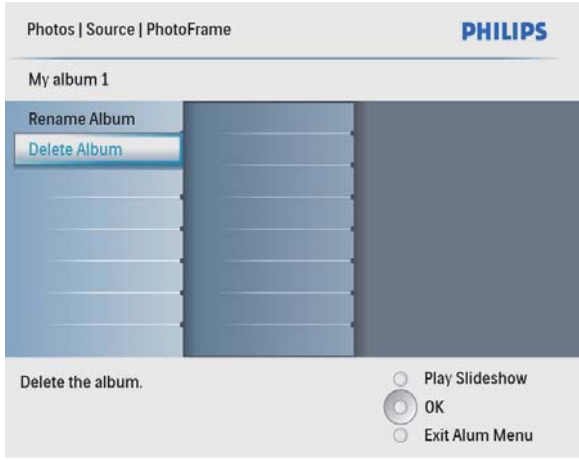 Photos | Source | PhotoFrame
PHILIPS
My album 1
Rename Album
Delete Album
Delete the album.
Play Slideshow
OK
Exit Alum Menu